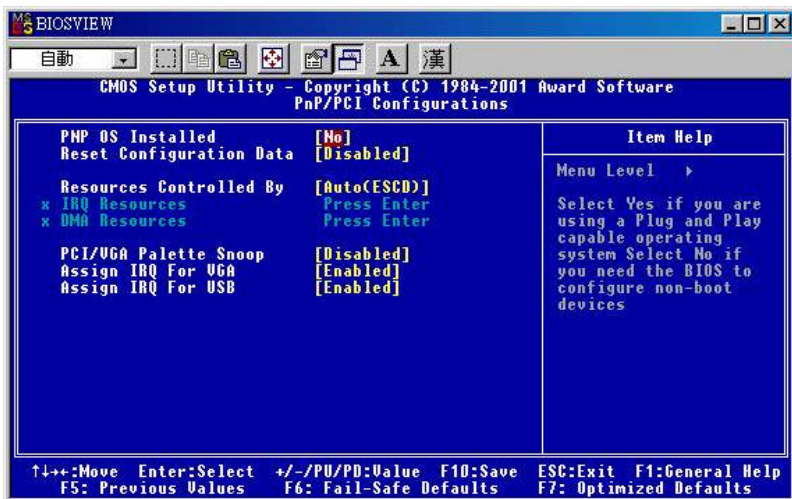 MS BIOSVIEW
自動
A 漢
CMOS Setup Utility - Copyright (C) 1984-2001 Award Software
PnP/PCI Configurations
PNP OS Installed [No]
Reset Configuration Data [Disabled]
Resources Controlled By [Auto(ESCD)]
x IRQ Resources Press Enter
x DMA Resources Press Enter
PCI/VGA Palette Snoop [Disabled]
Assign IRQ For VGA [Enabled]
Assign IRQ For USB [Enabled]
Item Help
Menu Level ▸
Select Yes if you are
using a Plug and Play
capable operating
system Select No if
you need the BIOS to
configure non-boot
devices
↑↓→←:Move Enter:Select +/-/PU/PD:Value F10:Save ESC:Exit F1:General Help
F5: Previous Values F6: Fail-Safe Defaults F7: Optimized Defaults